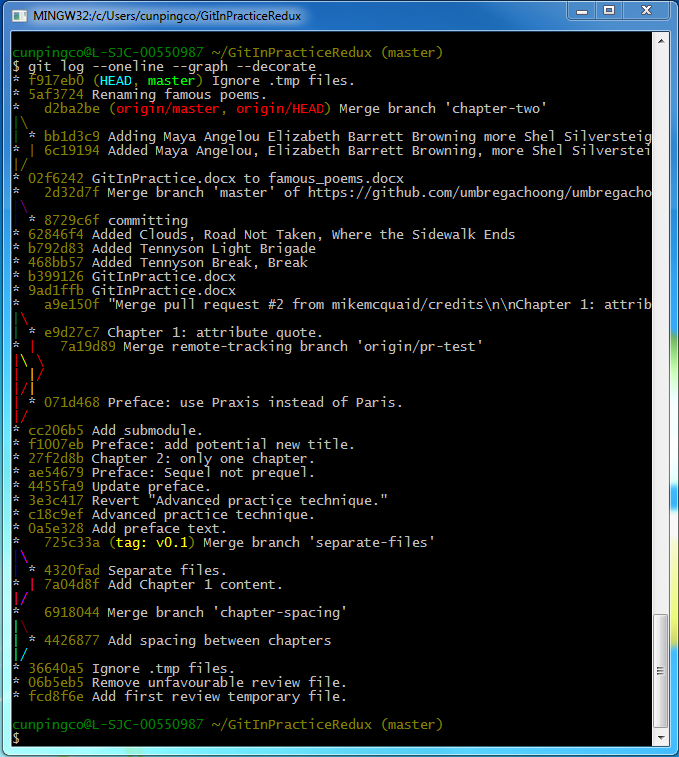 MINGW32:/c/Users/cunpingco/GitInPracticeRedux
cunpingco@L-SJC-00550987 ~/GitInPracticeRedux (master)
$ git log --oneline --graph --decorate
* f917eb0 (HEAD, master) Ignore .tmp files.
* 5af3724 Renaming famous poems.
*   d2ba2be (origin/master, origin/HEAD) Merge branch 'chapter-two'
|\
| * bb1d3c9 Adding Maya Angelou Elizabeth Barrett Browning more Shel Silversteig
* | 6c19194 Added Maya Angelou, Elizabeth Barrett Browning, more Shel Silverstei
|/
* 02f6242 GitInPractice.docx to famous_poems.docx
*   2d32d7f Merge branch 'master' of https://github.com/umbregachoong/umbregacho
|\
| * 8729c6f committing
* 62846f4 Added Clouds, Road Not Taken, Where the Sidewalk Ends
* b792d83 Added Tennyson Light Brigade
* 468bb57 Added Tennyson Break, Break
* b399126 GitInPractice.docx
* 9ad1ffb GitInPractice.docx
*   a9e150f "Merge pull request #2 from mikemcquaid/credits\n\nChapter 1: attrib
|\
| * e9d27c7 Chapter 1: attribute quote.
* |   7a19d89 Merge remote-tracking branch 'origin/pr-test'
|\ \
| |/
|/|
| * 071d468 Preface: use Praxis instead of Paris.
|/
* cc206b5 Add submodule.
* f1007eb Preface: add potential new title.
* 27f2d8b Chapter 2: only one chapter.
* ae54679 Preface: Sequel not prequel.
* 4455fa9 Update preface.
* 3e3c417 Revert "Advanced practice technique."
* c18c9ef Advanced practice technique.
* 0a5e328 Add preface text.
*   725c33a (tag: v0.1) Merge branch 'separate-files'
|\
| * 4320fad Separate files.
* | 7a04d8f Add Chapter 1 content.
|/
*   6918044 Merge branch 'chapter-spacing'
|\
| * 4426877 Add spacing between chapters
|/
* 36640a5 Ignore .tmp files.
* 06b5eb5 Remove unfavourable review file.
* fcd8f6e Add first review temporary file.
cunpingco@L-SJC-00550987 ~/GitInPracticeRedux (master)
$